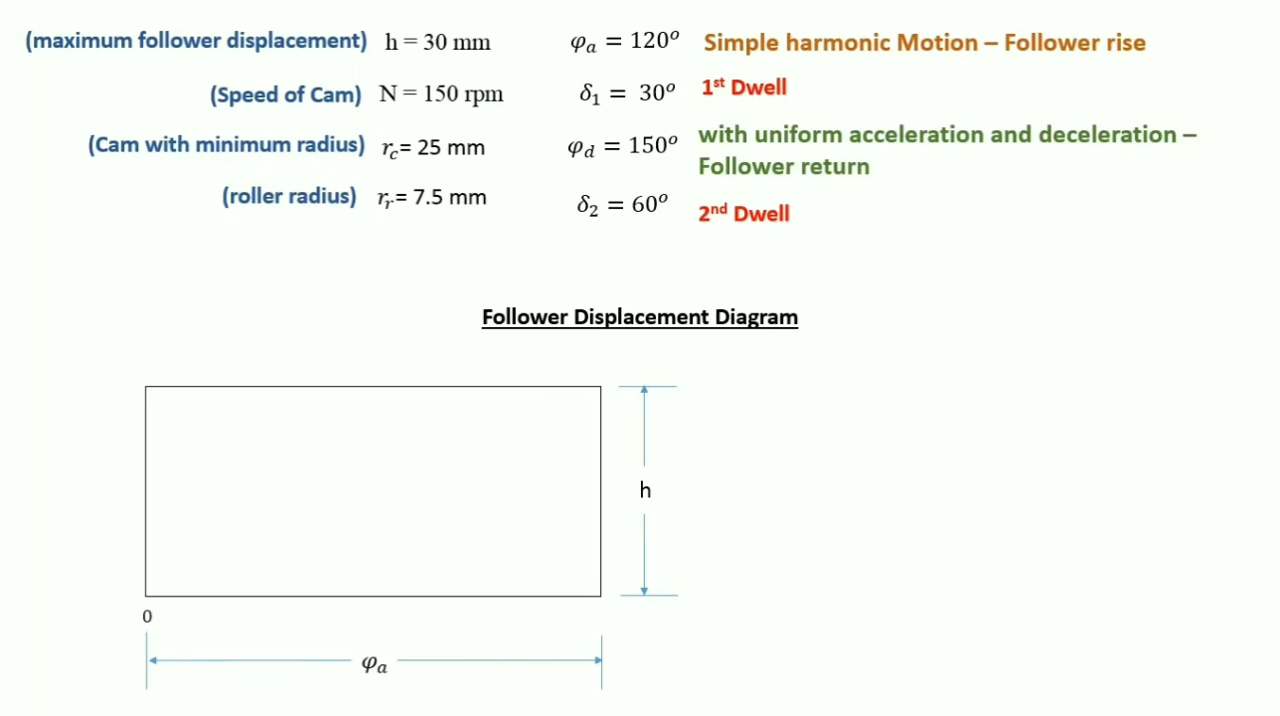 (maximum follower displacement) h = 30 mm φₐ = 120° Simple harmonic Motion – Follower rise
(Speed of Cam) N = 150 rpm δ₁ = 30° 1ˢᵗ Dwell
(Cam with minimum radius) r꜀= 25 mm φ_d = 150° with uniform acceleration and deceleration –
Follower return
(roller radius) rᵣ= 7.5 mm δ₂ = 60° 2ⁿᵈ Dwell
Follower Displacement Diagram
h
0
φₐ